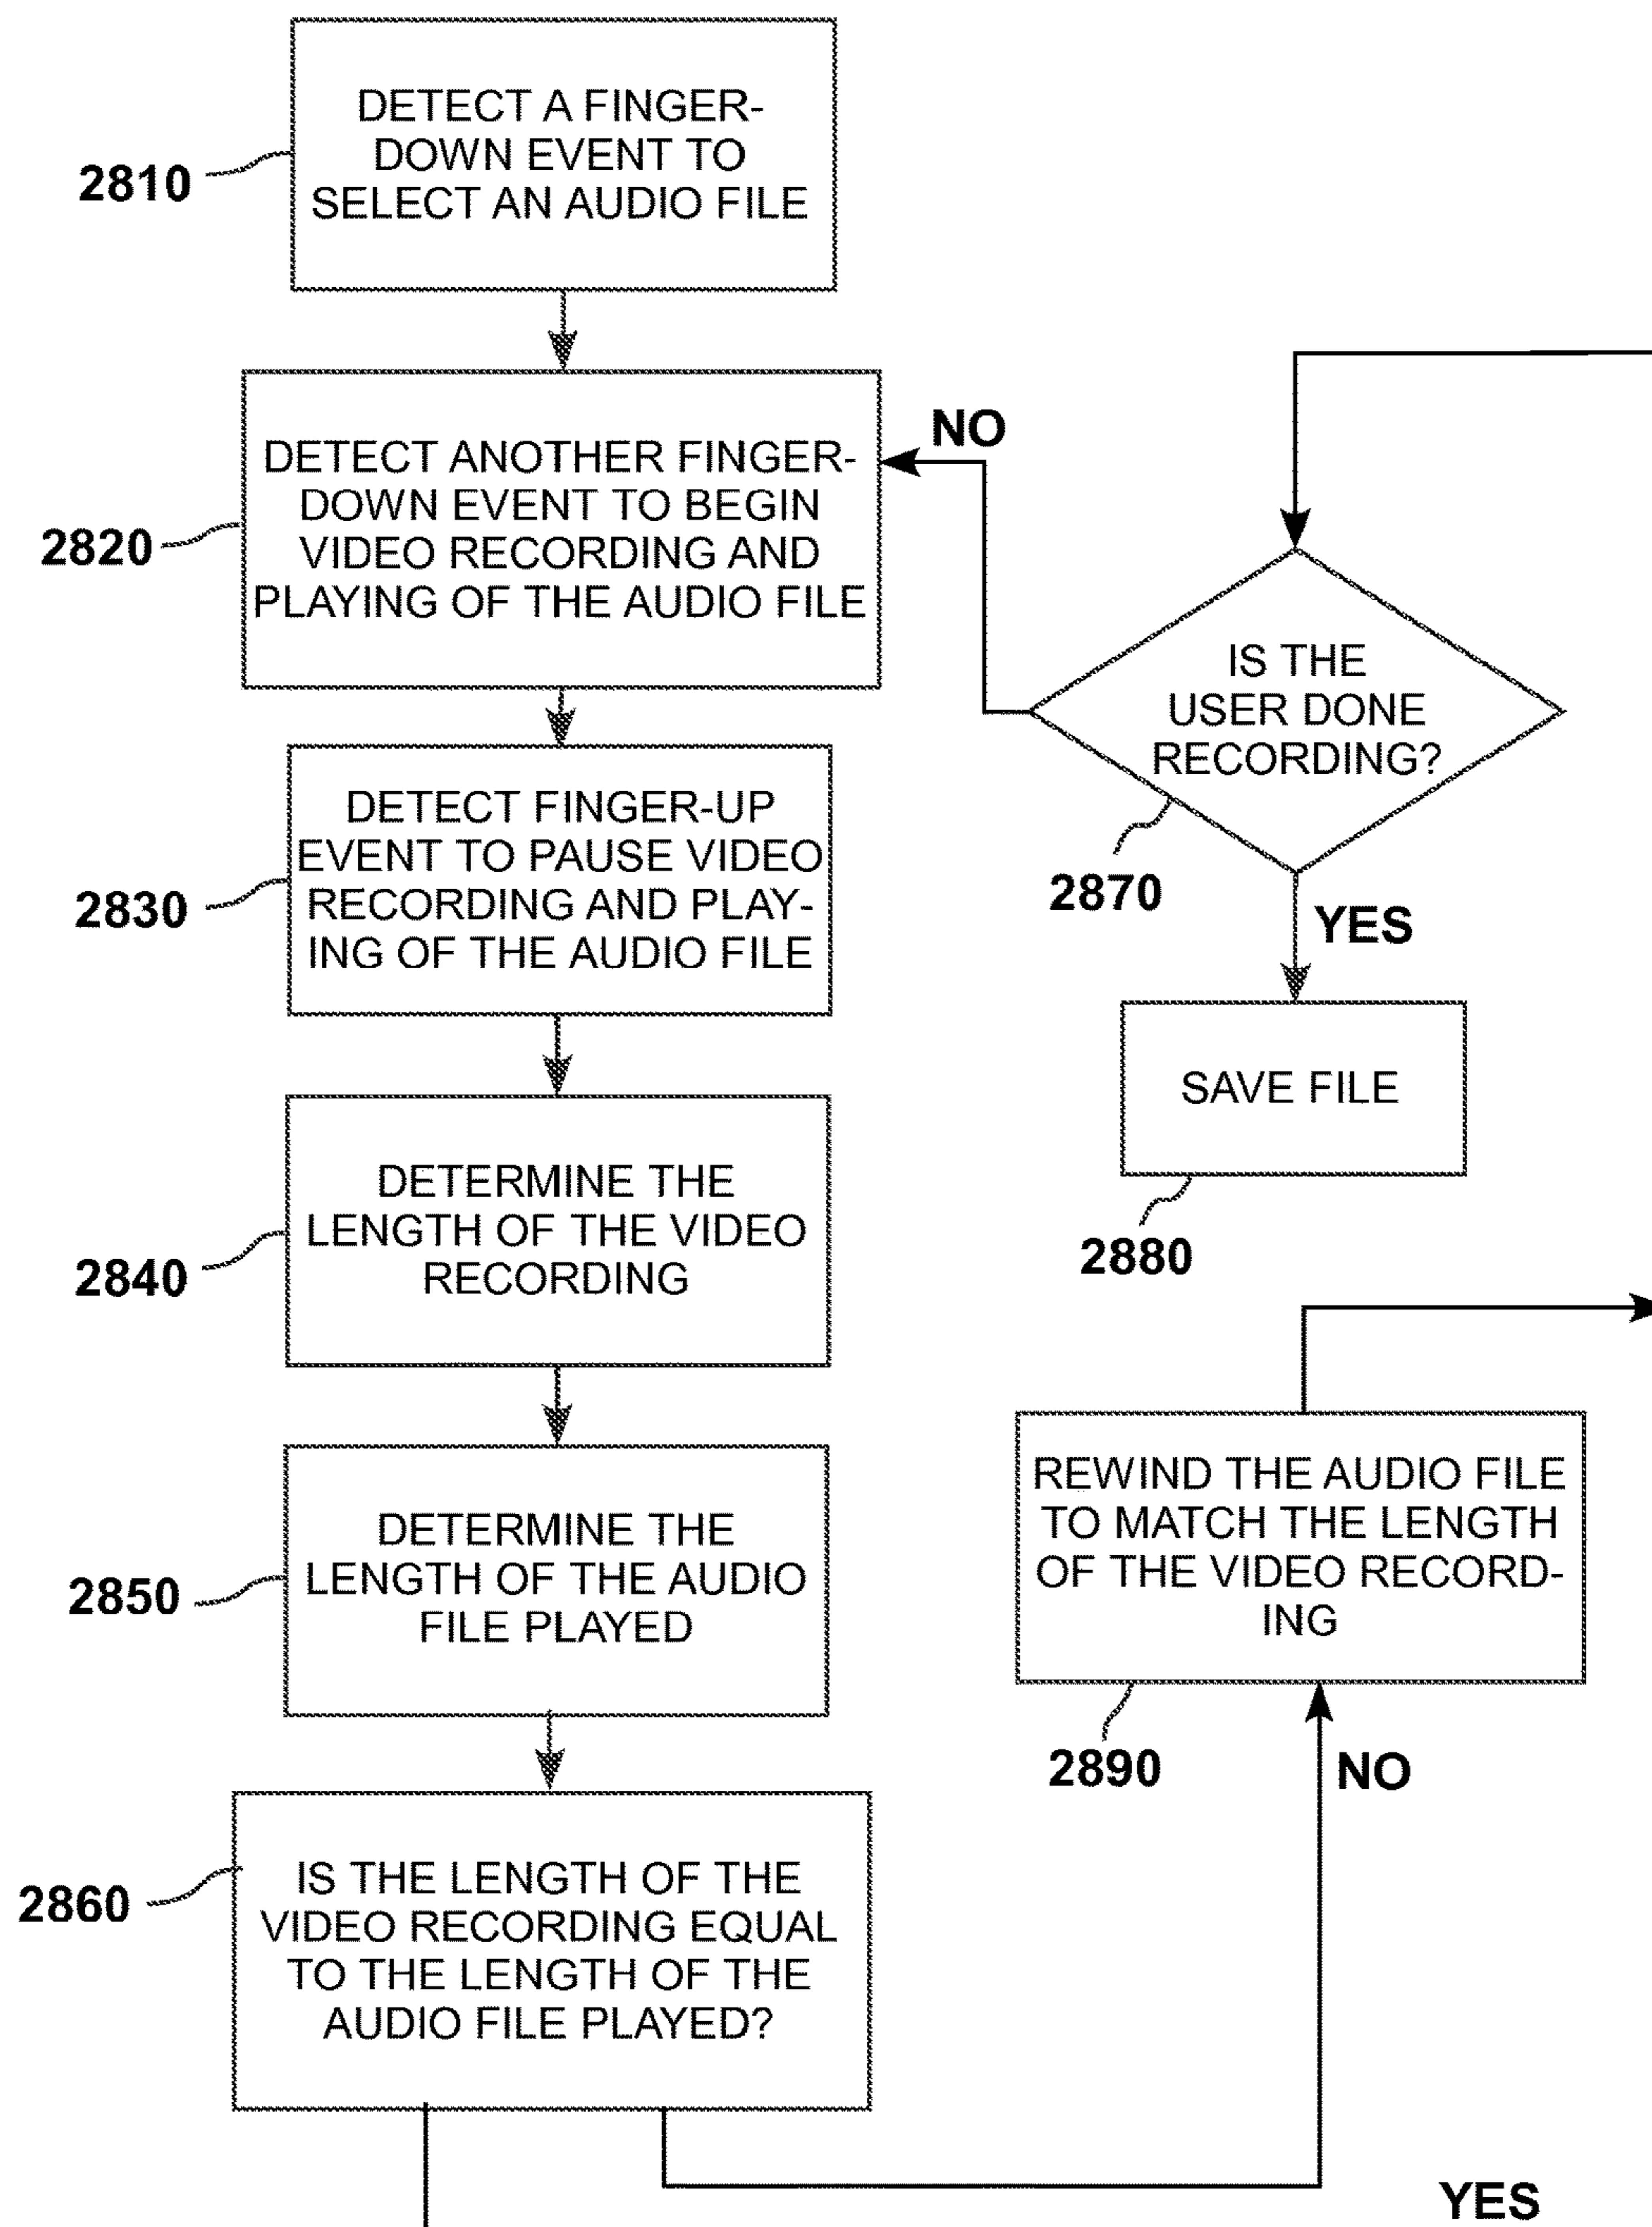 DETECT A FINGER-
DOWN EVENT TO
SELECT AN AUDIO FILE
2810
DETECT ANOTHER FINGER-
DOWN EVENT TO BEGIN
VIDEO RECORDING AND
PLAYING OF THE AUDIO FILE
2820
DETECT FINGER-UP
EVENT TO PAUSE VIDEO
RECORDING AND PLAY-
ING OF THE AUDIO FILE
2830
DETERMINE THE
LENGTH OF THE VIDEO
RECORDING
2840
DETERMINE THE
LENGTH OF THE AUDIO
FILE PLAYED
2850
IS THE LENGTH OF THE
VIDEO RECORDING EQUAL
TO THE LENGTH OF THE
AUDIO FILE PLAYED?
2860
NO
IS THE
USER DONE
RECORDING?
2870
YES
SAVE FILE
2880
REWIND THE AUDIO FILE
TO MATCH THE LENGTH
OF THE VIDEO RECORD-
ING
2890
NO
YES